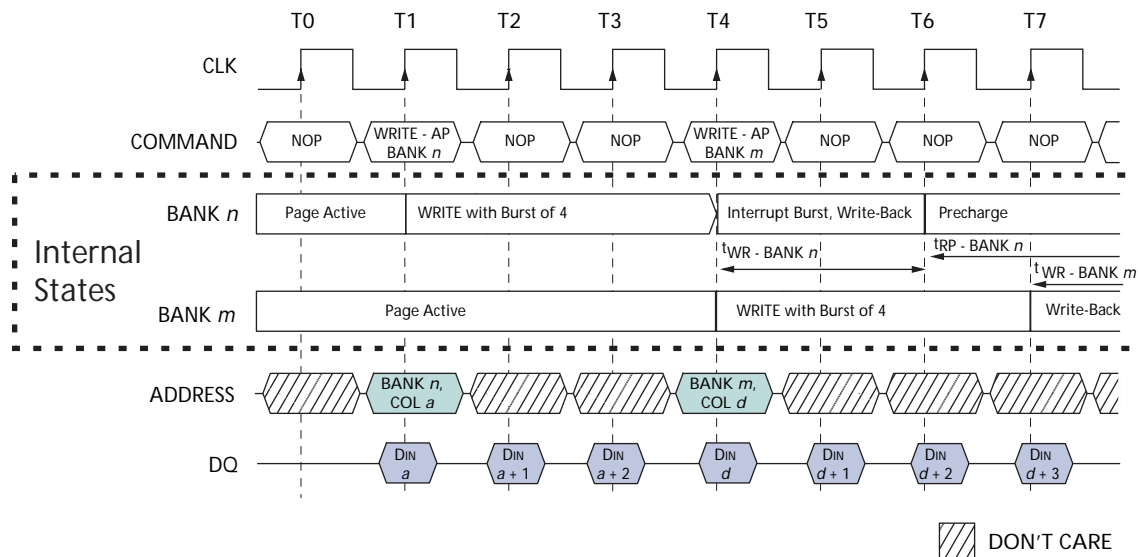 T0 T1 T2 T3 T4 T5 T6 T7
CLK
COMMAND NOP WRITE - AP BANK n NOP NOP WRITE - AP BANK m NOP NOP NOP
BANK n Page Active WRITE with Burst of 4 Interrupt Burst, Write-Back Precharge
Internal States
tWR - BANK n tRP - BANK n
tWR - BANK m
BANK m Page Active WRITE with Burst of 4 Write-Back
ADDRESS BANK n, COL a BANK m, COL d
DQ DIN a DIN a + 1 DIN a + 2 DIN d DIN d + 1 DIN d + 2 DIN d + 3
DON'T CARE